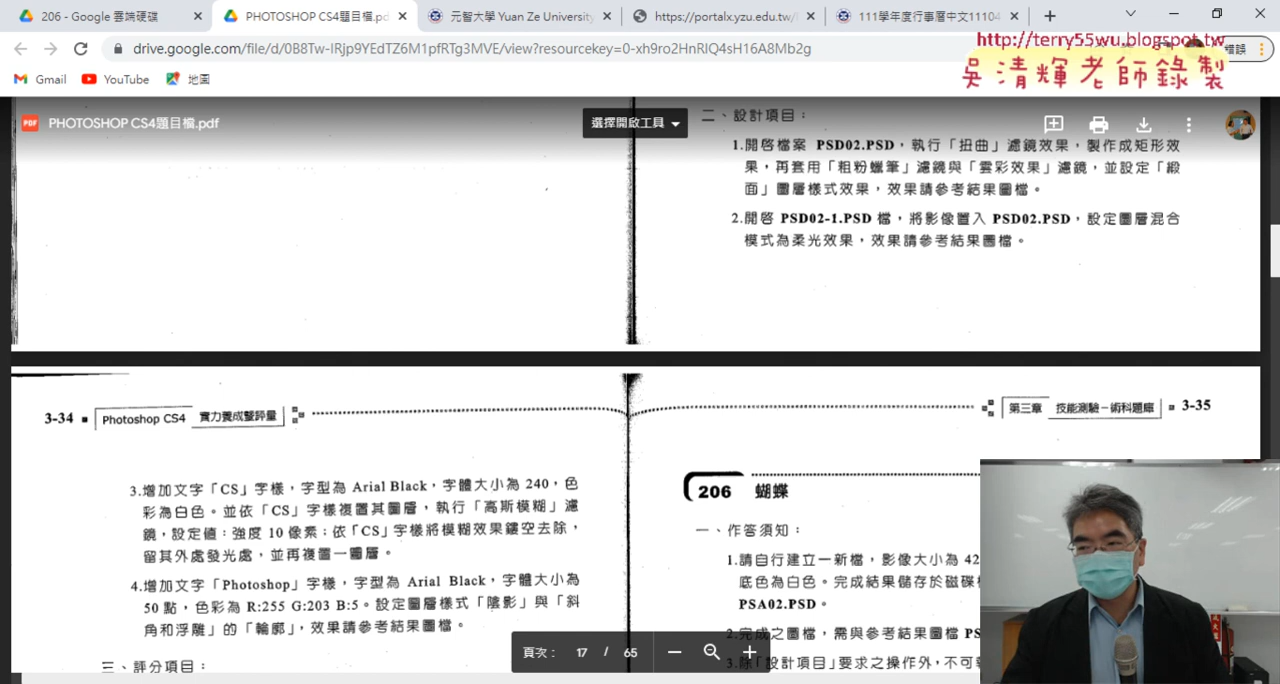 206 - Google 雲端硬碟
PHOTOSHOP CS4題目檔.pd
元智大學 Yuan Ze University
https://portalx.yzu.edu.tw/
111學年度行事曆中文11104
drive.google.com/file/d/0B8Tw-lRjp9YEdTZ6M1pfRTg3MVE/view?resourcekey=0-xh9ro2HnRIQ4sH16A8Mb2g
http://terry55wu.blogspot.tw
錯誤
吳清輝老師錄製
Gmail
YouTube
地圖
PDF
PHOTOSHOP CS4題目檔.pdf
選擇開啟工具
二、設計項目：
1.開啓檔案 PSD02.PSD，執行「扭曲」濾鏡效果，製作成矩形效
果，再套用「粗粉蠟筆」濾鏡與「雲彩效果」濾鏡，並設定「緞
面」圖層樣式效果，效果請參考結果圖檔。
2.開啓 PSD02-1.PSD 檔，將影像置入 PSD02.PSD，設定圖層混合
模式為柔光效果，效果請參考結果圖檔。
3-34
Photoshop CS4
實力養成暨評量
3.增加文字「CS」字樣，字型為 Arial Black，字體大小為 240，色
彩為白色。並依「CS」字樣複置其圖層，執行「高斯模糊」濾
鏡，設定值：強度 10 像素；依「CS」字樣將模糊效果鏤空去除，
留其外處發光處，並再複置一圖層。
4.增加文字「Photoshop」字樣，字型為 Arial Black，字體大小為
50 點，色彩為 R:255 G:203 B:5。設定圖層樣式「陰影」與「斜
角和浮雕」的「輪廓」，效果請參考結果圖檔。
三、評分項目：
第三章
技能測驗－術科題庫
3-35
206 蝴蝶
一、作答須知：
1.請自行建立一新檔，影像大小為 42
底色為白色。完成結果儲存於磁碟
PSA02.PSD。
2.完成之圖檔，需與參考結果圖檔 PS
3.除「設計項目」要求之操作外，不可
頁次： 17 / 65